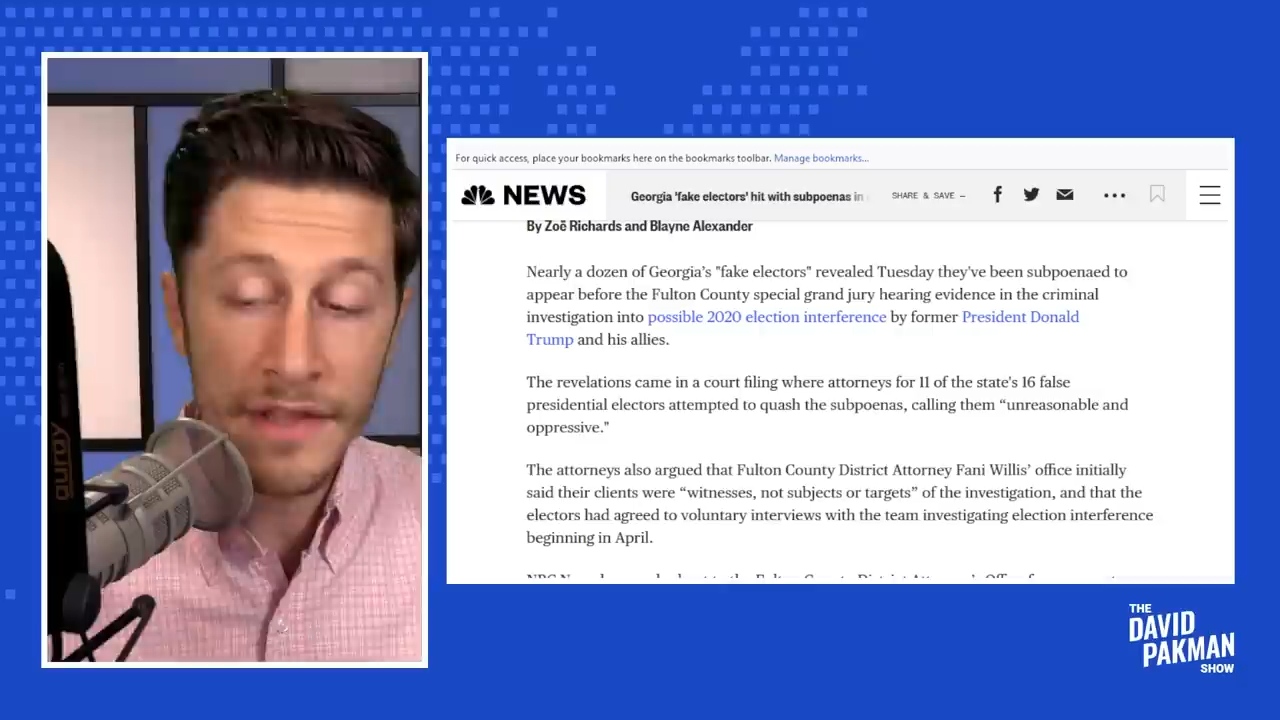 auray
For quick access, place your bookmarks here on the bookmarks toolbar. Manage bookmarks...
NEWS
Georgia 'fake electors' hit with subpoenas in
SHARE & SAVE —
By Zoë Richards and Blayne Alexander
Nearly a dozen of Georgia’s "fake electors" revealed Tuesday they've been subpoenaed to
appear before the Fulton County special grand jury hearing evidence in the criminal
investigation into possible 2020 election interference by former President Donald
Trump and his allies.
The revelations came in a court filing where attorneys for 11 of the state's 16 false
presidential electors attempted to quash the subpoenas, calling them “unreasonable and
oppressive.”
The attorneys also argued that Fulton County District Attorney Fani Willis’ office initially
said their clients were “witnesses, not subjects or targets” of the investigation, and that the
electors had agreed to voluntary interviews with the team investigating election interference
beginning in April.
THE
DAVID
PAKMAN
SHOW